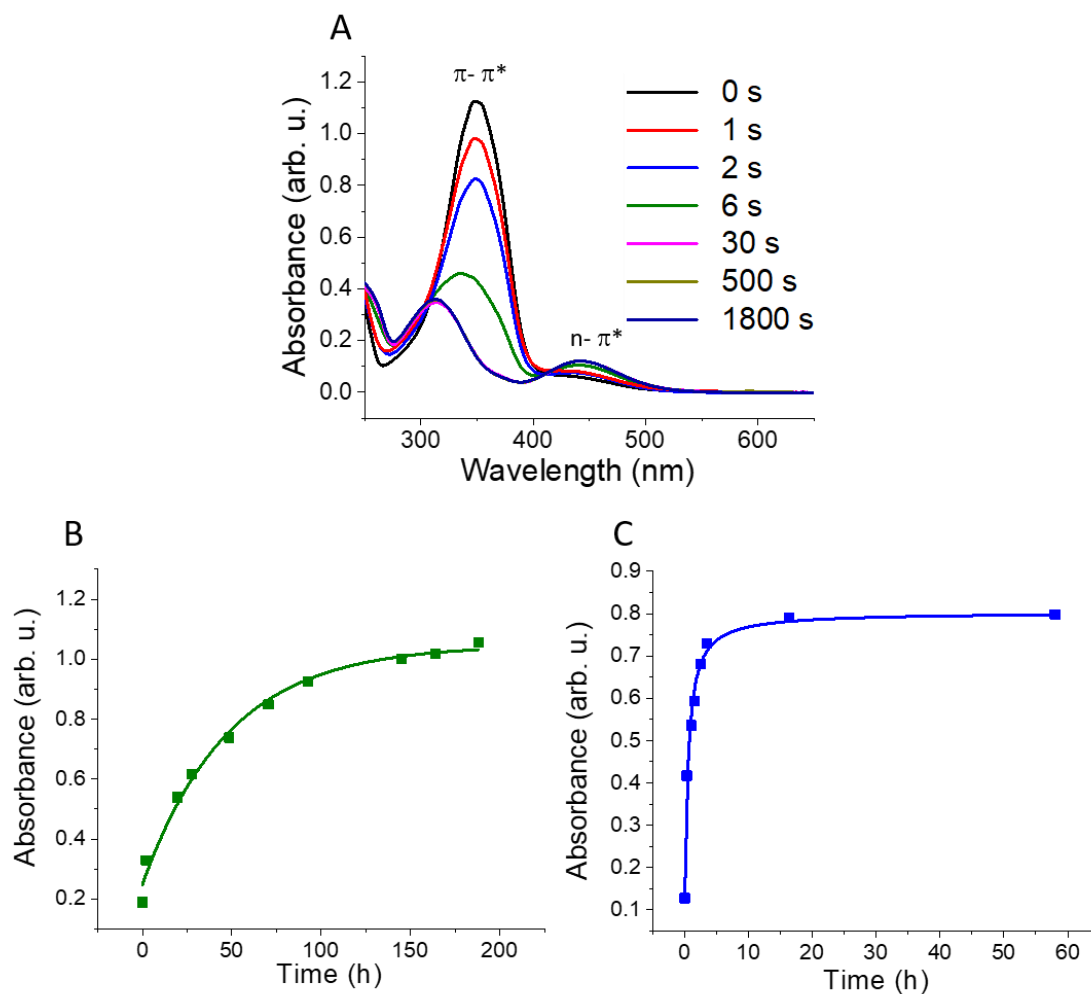 A
π- π*
n- π*
0 s
1 s
2 s
6 s
30 s
500 s
1800 s
1.2
1.0
0.8
0.6
0.4
0.2
0.0
Absorbance (arb. u.)
300
400
500
600
Wavelength (nm)
B
1.2
1.0
0.8
0.6
0.4
0.2
Absorbance (arb. u.)
0
50
100
150
200
Time (h)
C
0.9
0.8
0.7
0.6
0.5
0.4
0.3
0.2
0.1
Absorbance (arb. u.)
0
10
20
30
40
50
60
Time (h)